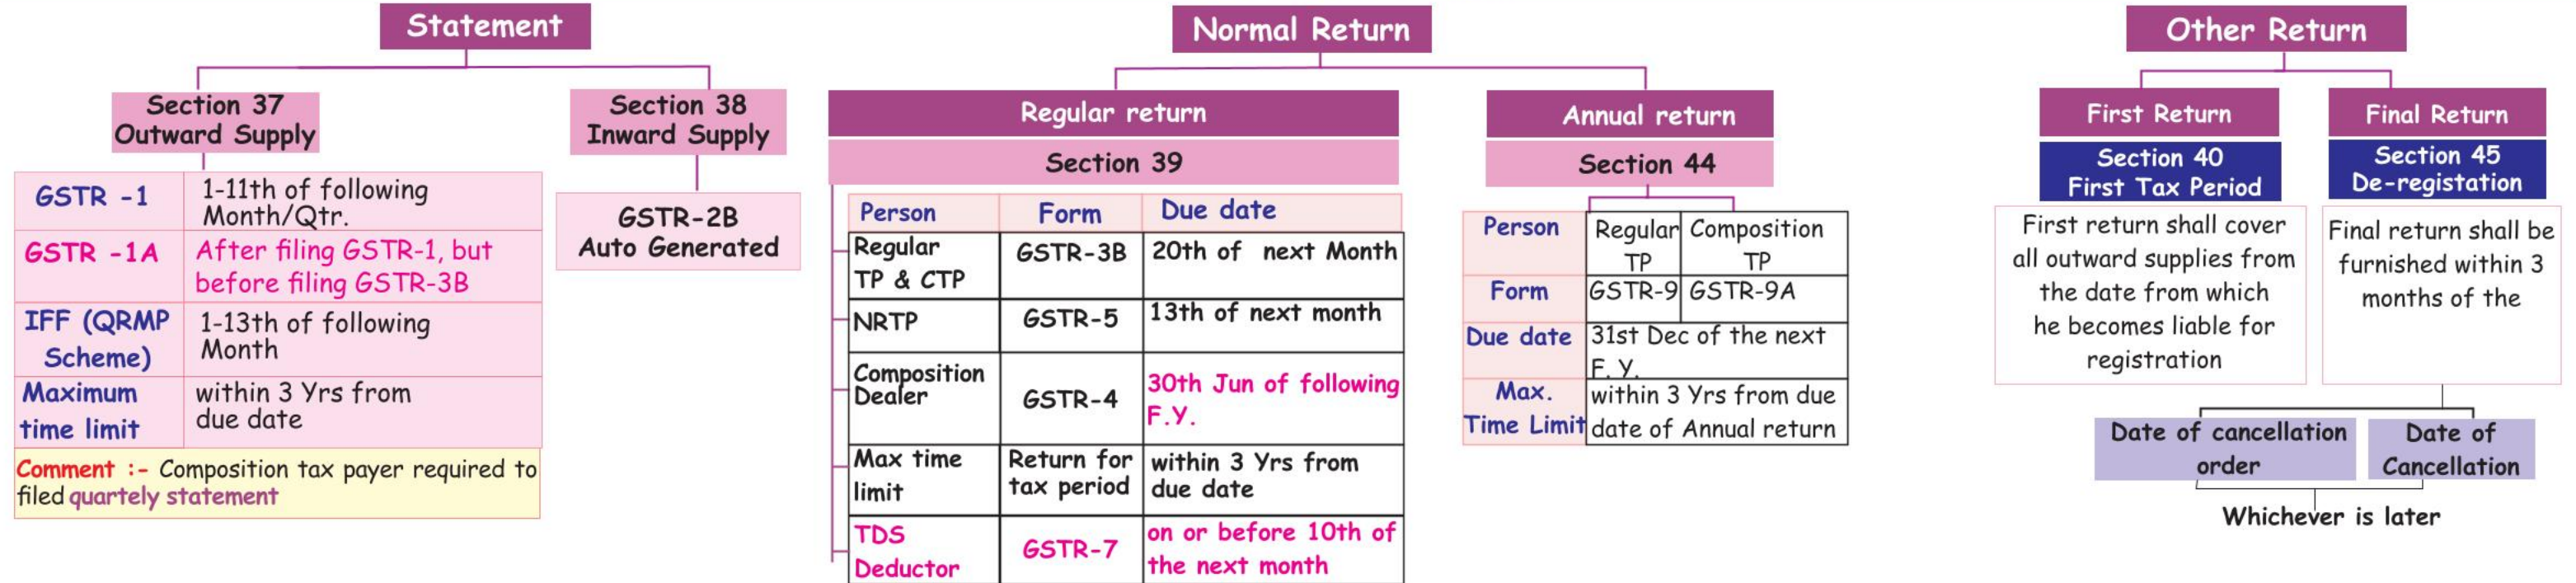 Statement
Section 37
Outward Supply
GSTR -1
1-11th of following
Month/Qtr.
GSTR -1A
After filing GSTR-1, but
before filing GSTR-3B
IFF (QRMP
Scheme)
1-13th of following
Month
Maximum
time limit
within 3 Yrs from
due date
Comment :- Composition tax payer required to
filed quartely statement
Section 38
Inward Supply
GSTR-2B
Auto Generated
Normal Return
Regular return
Section 39
Person Form Due date
Regular
TP & CTP
GSTR-3B
20th of next Month
NRTP
GSTR-5
13th of next month
Composition
Dealer
GSTR-4
30th Jun of following
F.Y.
Max time
limit
Return for
tax period
within 3 Yrs from
due date
TDS
Deductor
GSTR-7
on or before 10th of
the next month
Annual return
Section 44
Person
Regular
TP
Composition
TP
Form
GSTR-9
GSTR-9A
Due date
31st Dec of the next
F. Y.
Max.
Time Limit
within 3 Yrs from due
date of Annual return
Other Return
First Return
Section 40
First Tax Period
First return shall cover
all outward supplies from
the date from which
he becomes liable for
registration
Final Return
Section 45
De-registation
Final return shall be
furnished within 3
months of the
Date of cancellation
order
Date of
Cancellation
Whichever is later